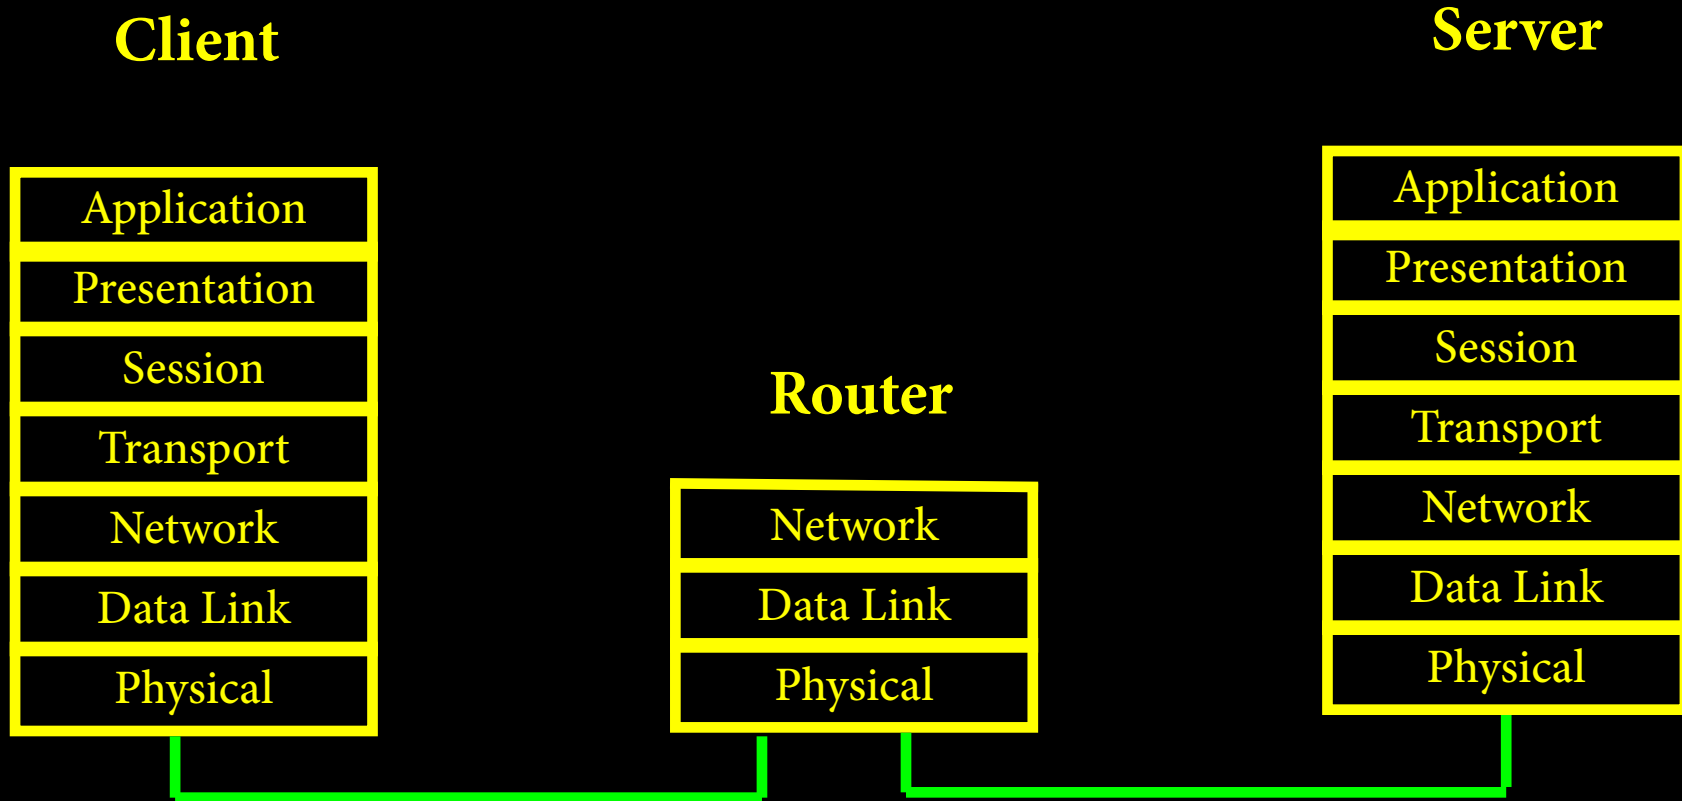 Client
Application
Presentation
Session
Transport
Network
Data Link
Physical
Router
Network
Data Link
Physical
Server
Application
Presentation
Session
Transport
Network
Data Link
Physical